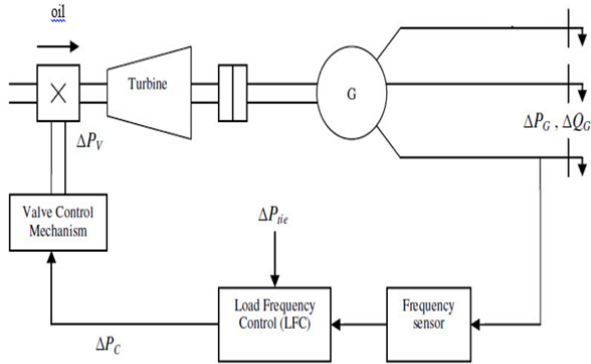 oil
Turbine
G
ΔP_G , ΔQ_G
ΔP_V
Valve Control
Mechanism
ΔP_tie
Load Frequency
Control (LFC)
Frequency
sensor
ΔP_C